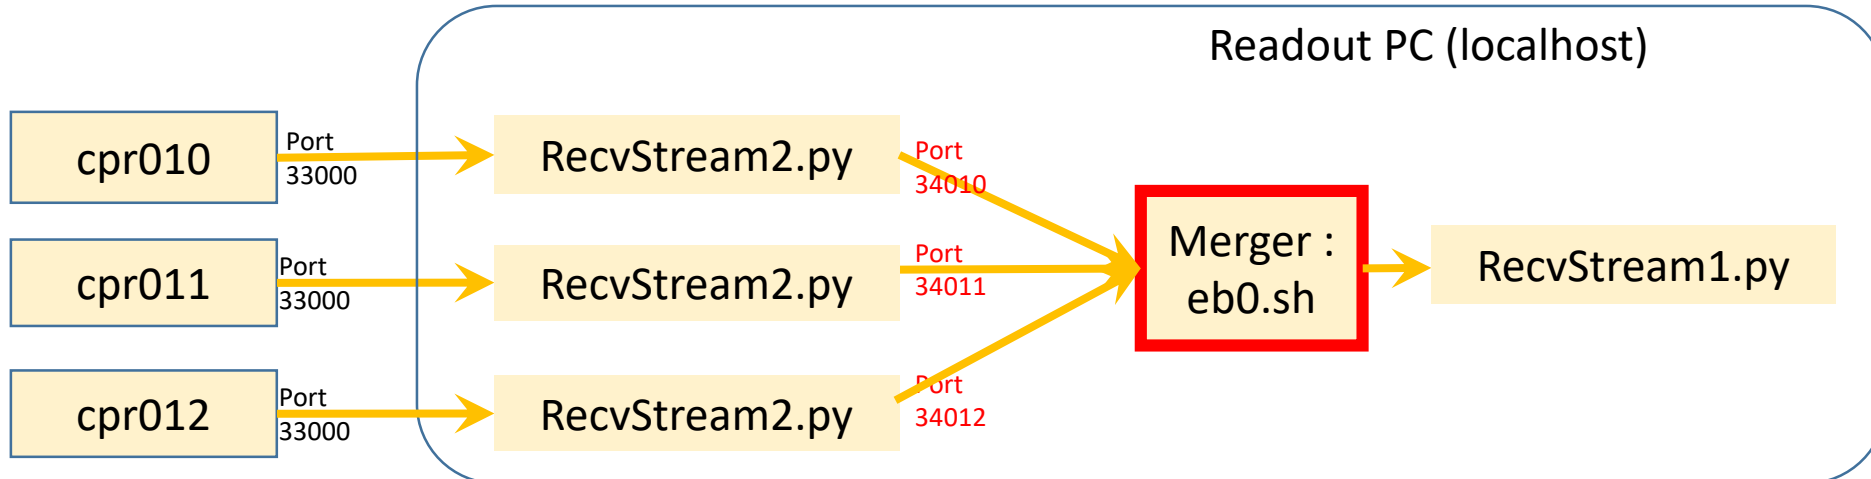 Readout PC (localhost)
cpr010
Port
33000
RecvStream2.py
Port
34010
cpr011
Port
33000
RecvStream2.py
Port
34011
Merger :
eb0.sh
RecvStream1.py
cpr012
Port
33000
RecvStream2.py
Port
34012